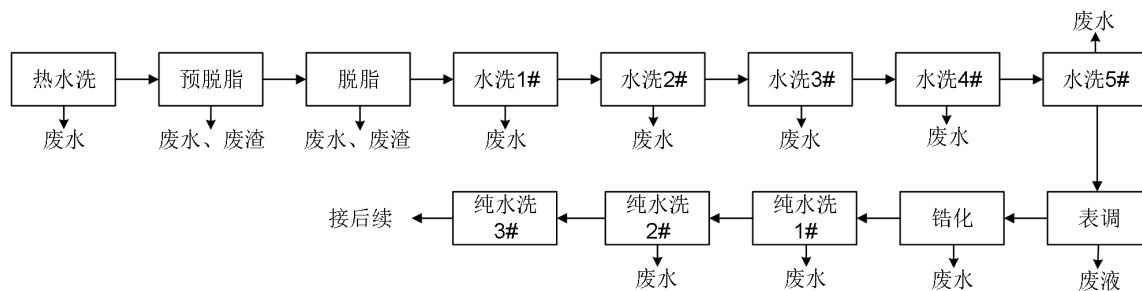 废水
热水洗
预脱脂
脱脂
水洗1#
水洗2#
水洗3#
水洗4#
水洗5#
废水
废水、废渣
废水、废渣
废水
废水
废水
废水
接后续
纯水洗
3#
纯水洗
2#
纯水洗
1#
锆化
表调
废水
废水
废水
废液